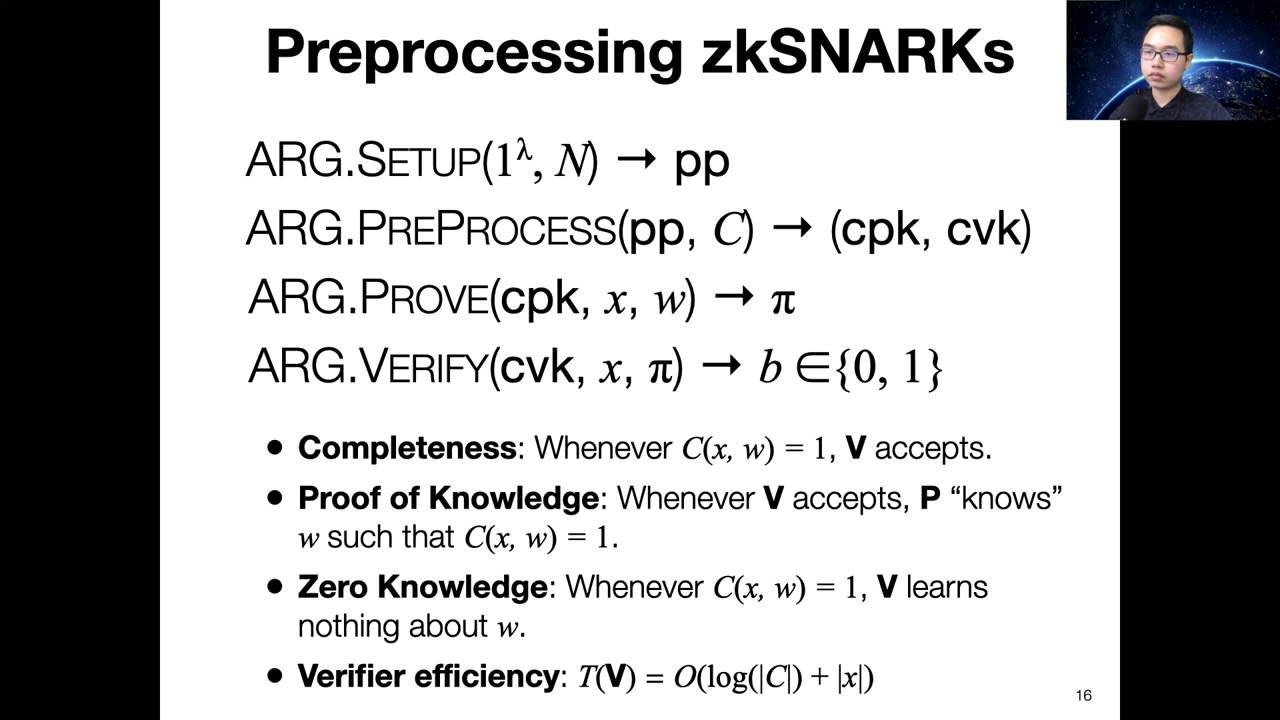 Preprocessing zkSNARKs
ARG.SETUP(1^λ, N) → pp
ARG.PREPROCESS(pp, C) → (cpk, cvk)
ARG.PROVE(cpk, x, w) → π
ARG.VERIFY(cvk, x, π) → b ∈{0, 1}
• Completeness: Whenever C(x, w) = 1, V accepts.
• Proof of Knowledge: Whenever V accepts, P “knows”
w such that C(x, w) = 1.
• Zero Knowledge: Whenever C(x, w) = 1, V learns
nothing about w.
• Verifier efficiency: T(V) = O(log(|C|) + |x|)
16